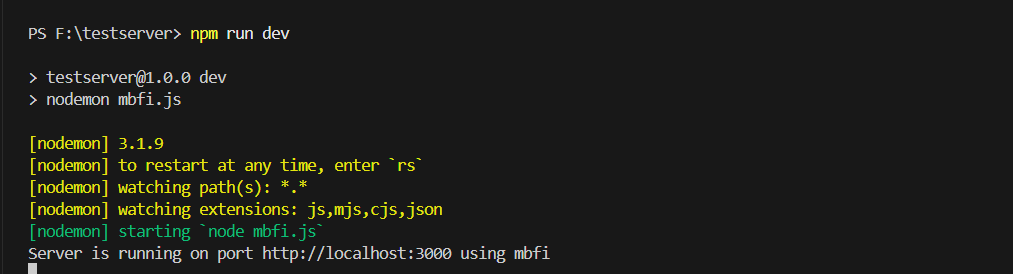 PS F:\testserver> npm run dev
> testserver@1.0.0 dev
> nodemon mbfi.js
[nodemon] 3.1.9
[nodemon] to restart at any time, enter `rs`
[nodemon] watching path(s): *.*
[nodemon] watching extensions: js,mjs,cjs,json
[nodemon] starting `node mbfi.js`
Server is running on port http://localhost:3000 using mbfi